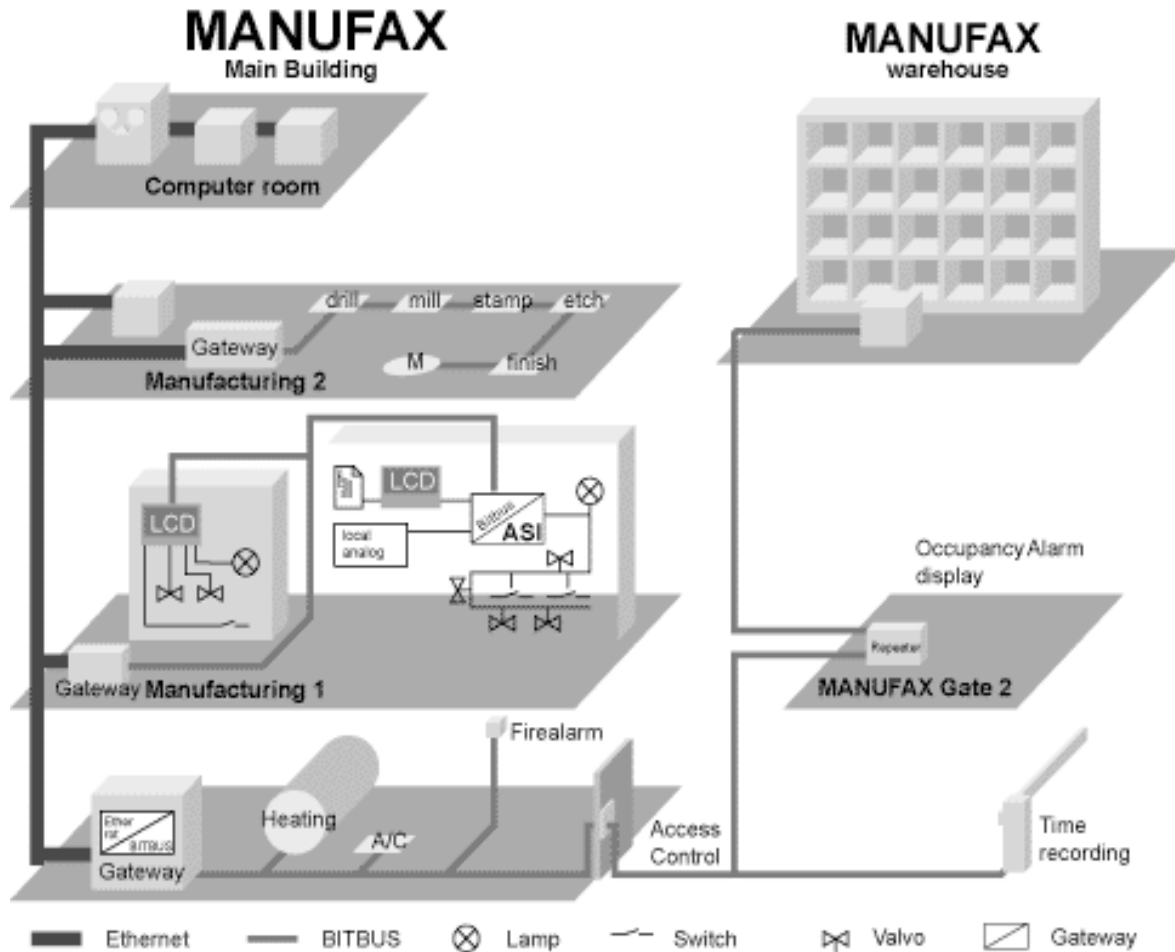 MANUFAX
Main Building
MANUFAX
warehouse
Computer room
drill
mill
stamp
etch
Gateway
M
finish
Manufacturing 2
LCD
LCD
Bitbus
ASI
local
analog
Occupancy Alarm
display
Repeater
Gateway
Manufacturing 1
MANUFAX Gate 2
Firealarm
Heating
A/C
Ether
BITBUS
Gateway
Access
Control
Time
recording
Ethernet
BITBUS
Lamp
Switch
Valvo
Gateway